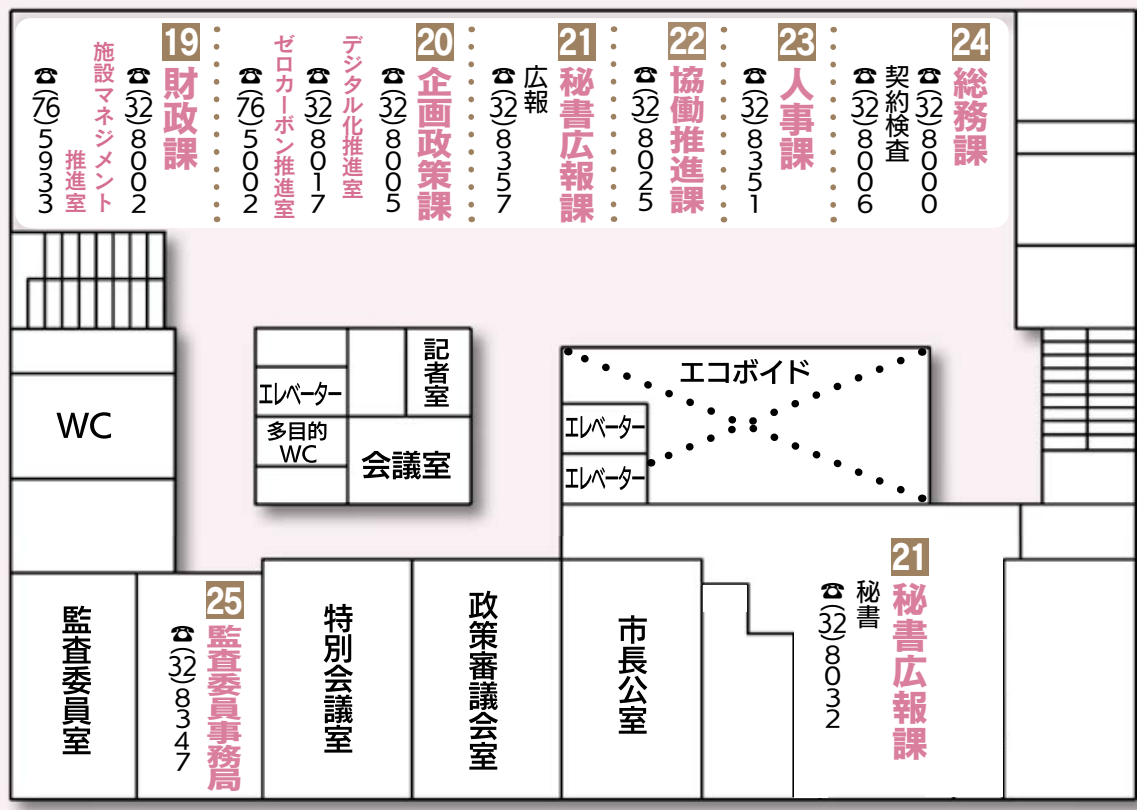 24
総務課
☎(32)8000
契約検査
☎(32)8006
23
人事課
☎(32)8351
22
協働推進課
☎(32)8025
21
秘書広報課
広報
☎(32)8357
20
企画政策課
☎(32)8005
デジタル化推進室
☎(32)8017
ゼロカーボン推進室
☎(76)5002
19
財政課
☎(32)8002
施設マネジメント
推進室
☎(76)5933
WC
エレベーター
多目的
WC
記者室
会議室
エコボイド
エレベーター
エレベーター
21
秘書広報課
秘書
☎(32)8032
市長公室
政策審議会室
特別会議室
25
監査委員事務局
☎(32)8347
監査委員室